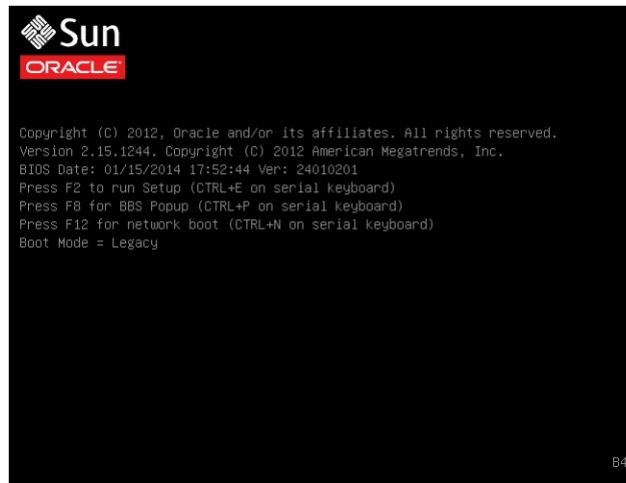 Sun
ORACLE
Copyright (C) 2012, Oracle and/or its affiliates. All rights reserved.
Version 2.15.1244. Copyright (C) 2012 American Megatrends, Inc.
BIOS Date: 01/15/2014 17:52:44 Ver: 24010201
Press F2 to run Setup (CTRL+E on serial keyboard)
Press F8 for BBS Popup (CTRL+P on serial keyboard)
Press F12 for network boot (CTRL+N on serial keyboard)
Boot Mode = Legacy
B4